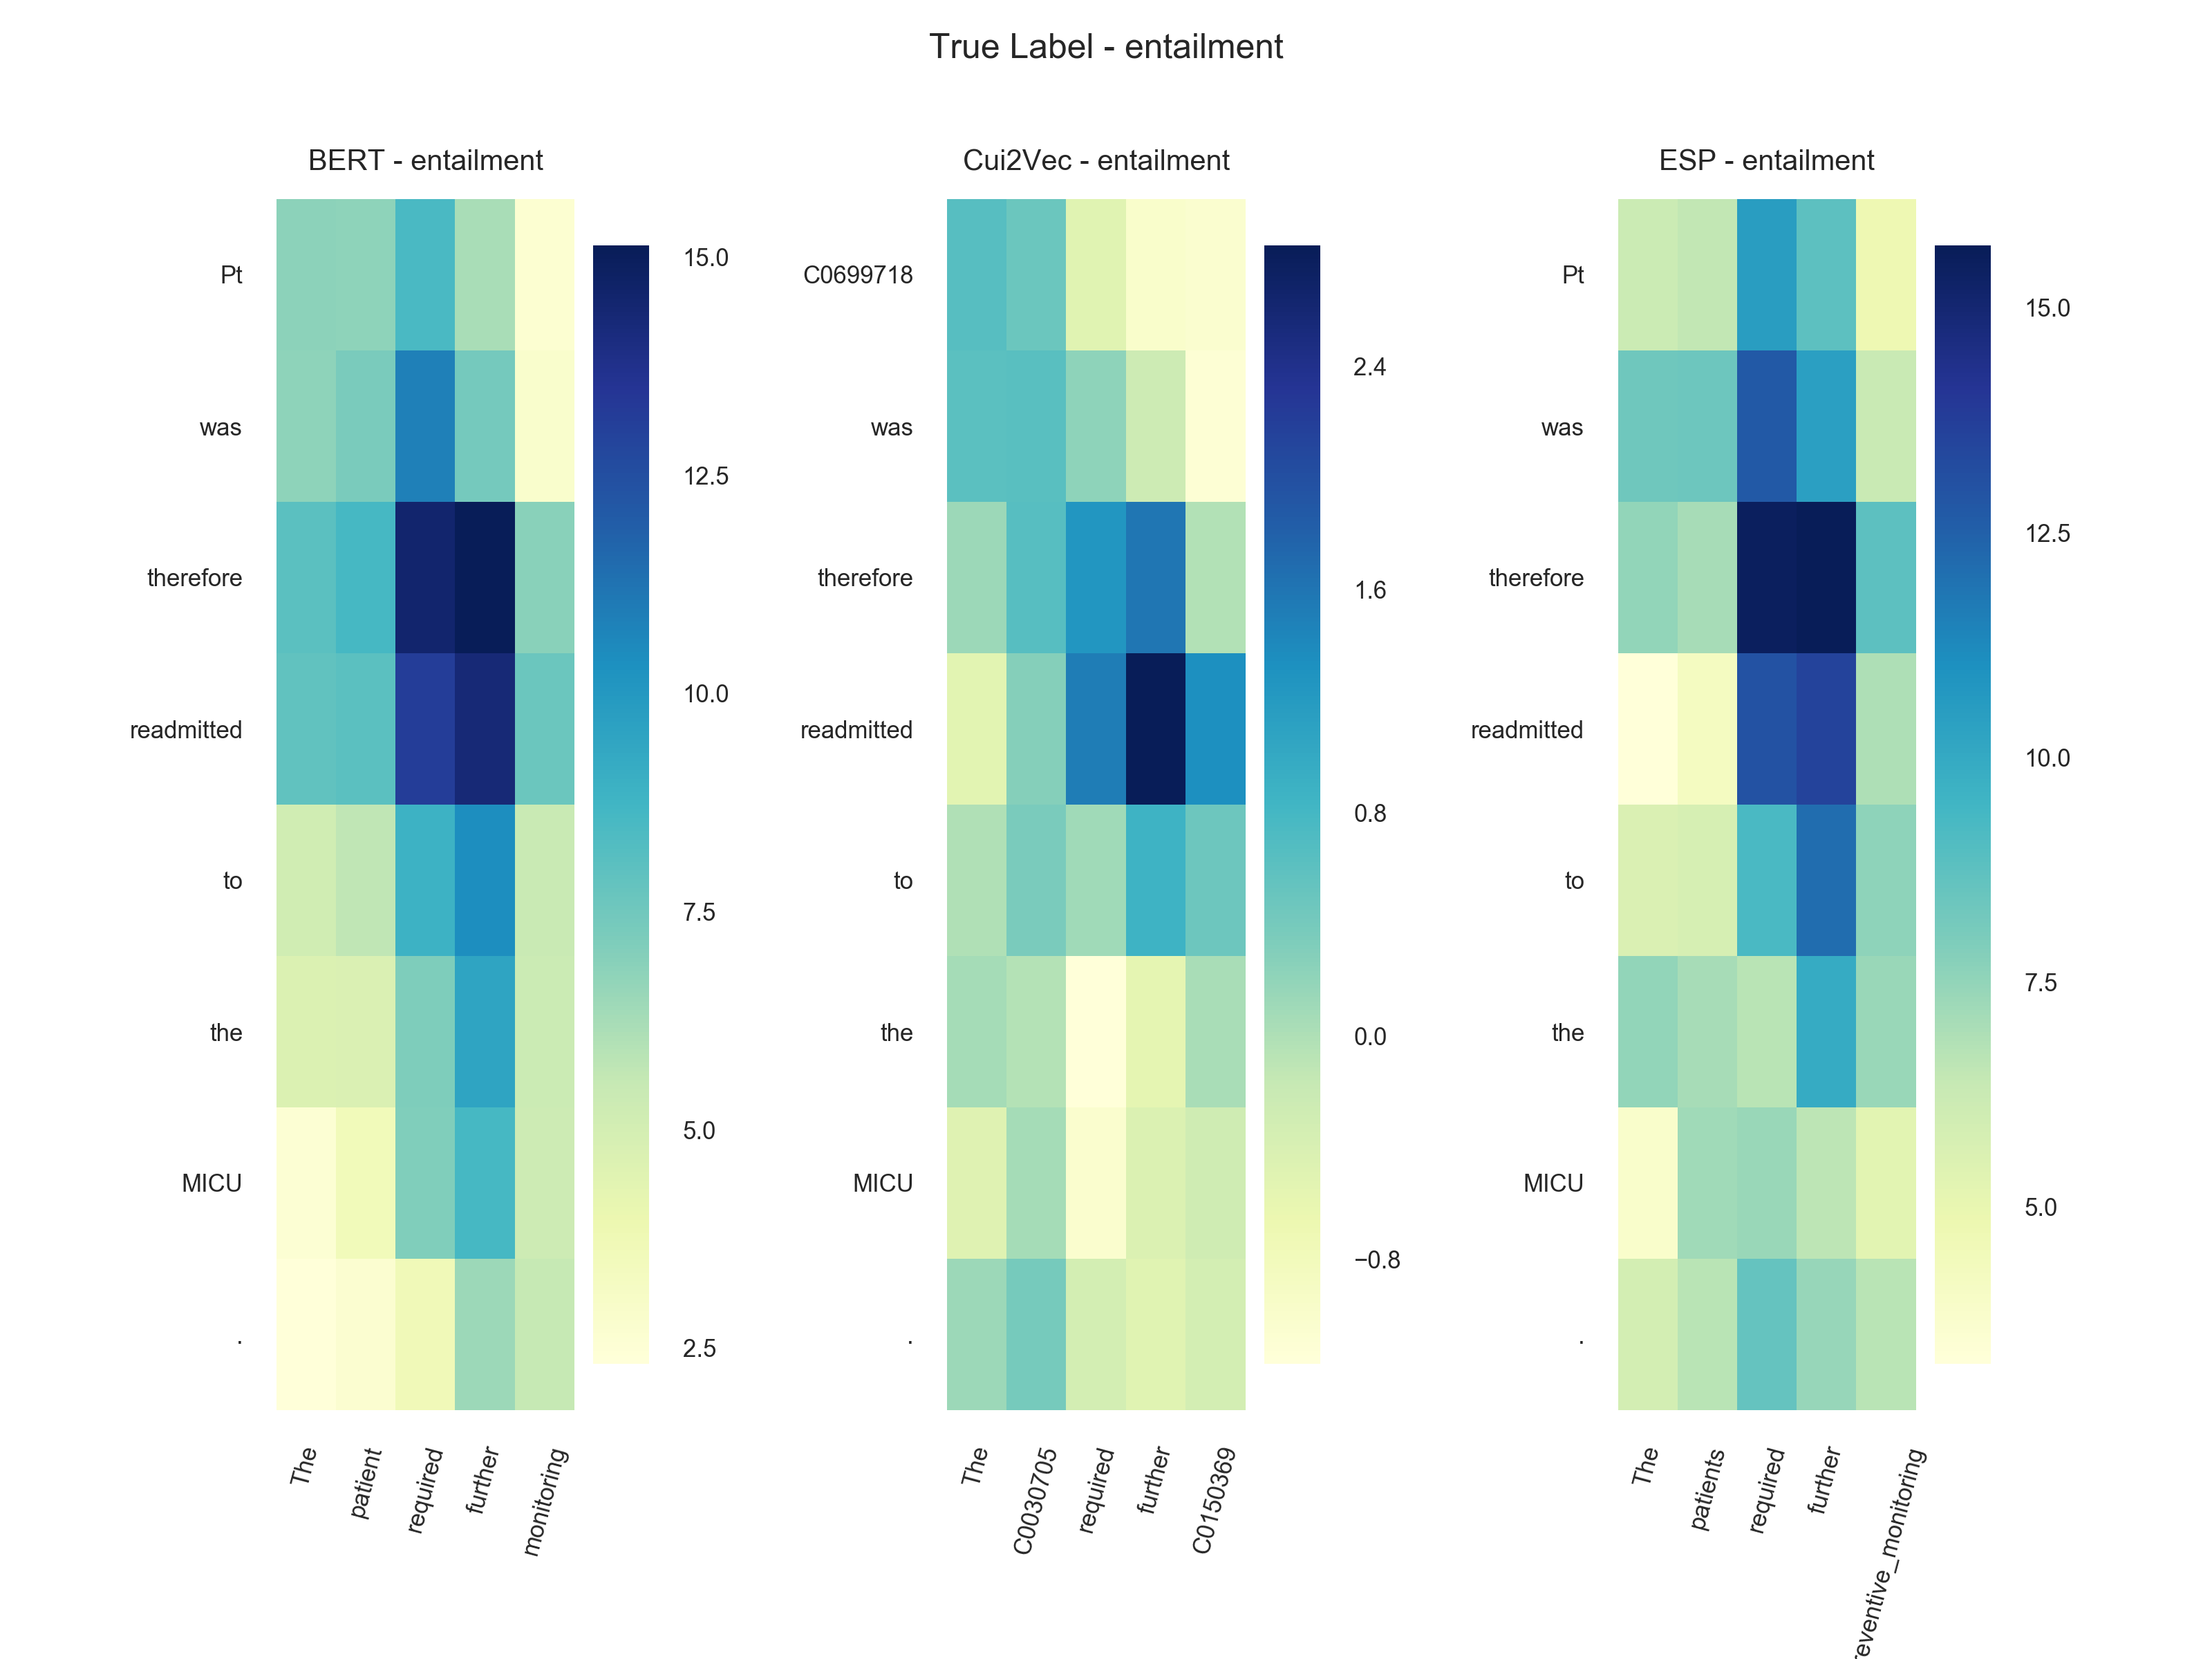 True Label - entailment
BERT - entailment
Pt
was
therefore
readmitted
to
the
MICU
.
The
patient
required
further
monitoring
15.0
12.5
10.0
7.5
5.0
2.5
Cui2Vec - entailment
C0699718
was
therefore
readmitted
to
the
MICU
.
The
C0030705
required
further
C0150369
2.4
1.6
0.8
0.0
−0.8
ESP - entailment
Pt
was
therefore
readmitted
to
the
MICU
.
The
patients
required
further
reventive_monitoring
15.0
12.5
10.0
7.5
5.0